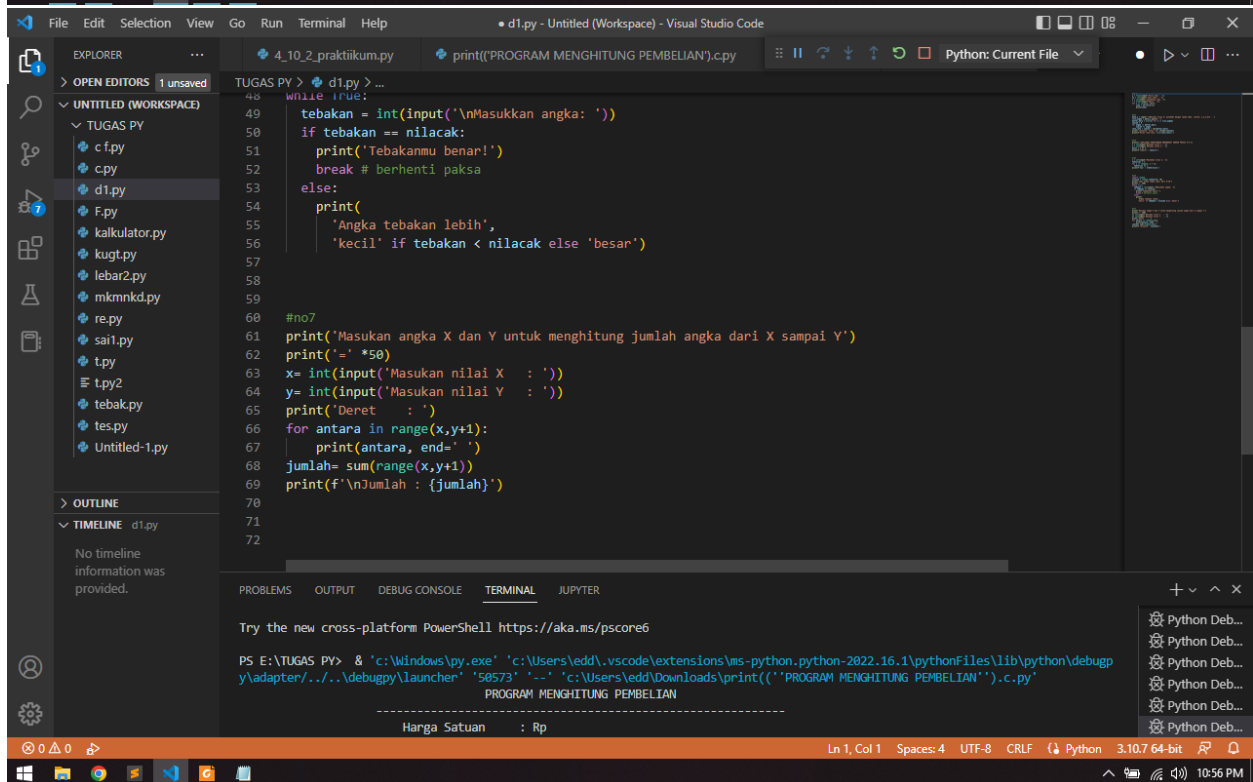 File Edit Selection View Go Run Terminal Help
● d1.py - Untitled (Workspace) - Visual Studio Code
EXPLORER
OPEN EDITORS 1 unsaved
UNTITLED (WORKSPACE)
TUGAS PY
c f.py
c.py
d1.py
F.py
kalkulator.py
kugt.py
lebar2.py
mkmnkd.py
re.py
sai1.py
t.py
t.py2
tebak.py
tes.py
Untitled-1.py
OUTLINE
TIMELINE d1.py
No timeline
information was
provided.
4_10_2_praktiikum.py
print(('PROGRAM MENGHITUNG PEMBELIAN').c.py
Python: Current File
TUGAS PY > d1.py > ...
48 while True:
49 tebakan = int(input('\nMasukkan angka: '))
50 if tebakan == nilacak:
51 print('Tebakanmu benar!')
52 break # berhenti paksa
53 else:
54 print(
55 'Angka tebakan lebih',
56 'kecil' if tebakan < nilacak else 'besar')
57
58
59
60 #no7
61 print('Masukan angka X dan Y untuk menghitung jumlah angka dari X sampai Y')
62 print('=' *50)
63 x= int(input('Masukan nilai X   : '))
64 y= int(input('Masukan nilai Y   : '))
65 print('Deret    : ')
66 for antara in range(x,y+1):
67 print(antara, end=' ')
68 jumlah= sum(range(x,y+1))
69 print(f'\nJumlah : {jumlah}')
70
71
72
PROBLEMS OUTPUT DEBUG CONSOLE TERMINAL JUPYTER
Try the new cross-platform PowerShell https://aka.ms/pscore6
PS E:\TUGAS PY>  & 'c:\Windows\py.exe' 'c:\Users\edd\.vscode\extensions\ms-python.python-2022.16.1\pythonFiles\lib\python\debugp
y\adapter/../..\debugpy\launcher' '50573' '--' 'c:\Users\edd\Downloads\print((''PROGRAM MENGHITUNG PEMBELIAN'').c.py'
PROGRAM MENGHITUNG PEMBELIAN
------------------------------------------------------------
Harga Satuan     : Rp
Python Deb...
Python Deb...
Python Deb...
Python Deb...
Python Deb...
Python Deb...
0 0
Ln 1, Col 1 Spaces: 4 UTF-8 CRLF Python 3.10.7 64-bit
10:56 PM